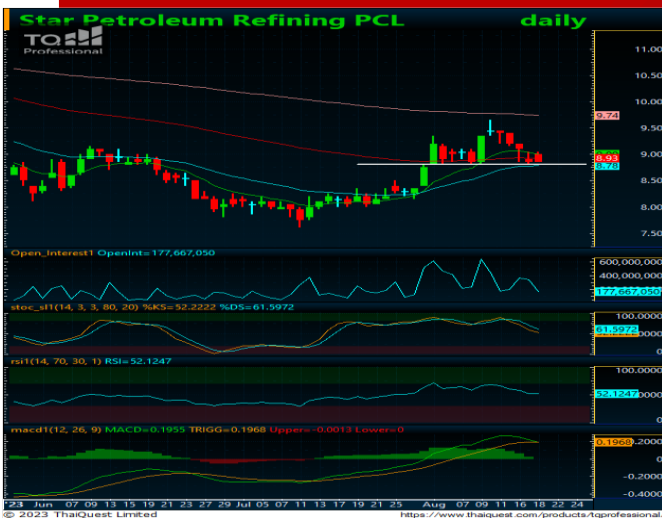 Star Petroleum Refining PCL daily
TQ
Professional
11.00
10.50
10.00
9.74
9.50
9.00
8.93
8.78
8.50
8.00
7.50
Open_Interest1 OpenInt=177,667,050
600,000,000
400,000,000
177,667,050
stoc_sl1(14, 3, 3, 80, 20) %KS=52.2222 %DS=61.5972
100.0000
61.5972
0
rsi1(14, 70, 30, 1) RSI=52.1247
100.0000
52.1247
0
macd1(12, 26, 9) MACD=0.1955 TRIGG=0.1968 Upper=-0.0013 Lower=0
0.1968
0.2000
0
-0.2000
-0.4000
'23 Jun 07 09 13 15 19 21 23 27 29 Jul 05 07 11 13 17 19 21 25 Aug 07 09 11 16 18 22 24
© 2023 ThaiQuest Limited https://www.thaiquest.com/products/tqprofessional.